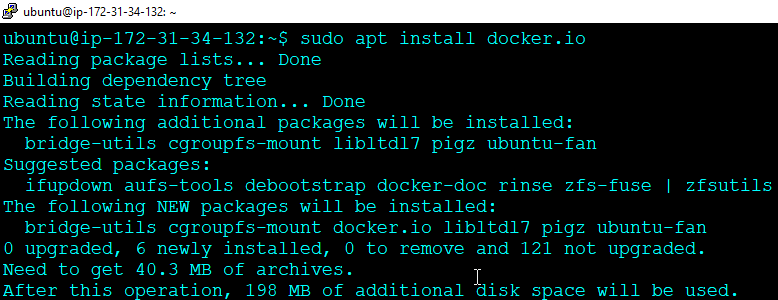 ubuntu@ip-172-31-34-132: ~
ubuntu@ip-172-31-34-132:~$ sudo apt install docker.io
Reading package lists... Done
Building dependency tree
Reading state information... Done
The following additional packages will be installed:
  bridge-utils cgroupfs-mount libltdl7 pigz ubuntu-fan
Suggested packages:
  ifupdown aufs-tools debootstrap docker-doc rinse zfs-fuse | zfsutils
The following NEW packages will be installed:
  bridge-utils cgroupfs-mount docker.io libltdl7 pigz ubuntu-fan
0 upgraded, 6 newly installed, 0 to remove and 121 not upgraded.
Need to get 40.3 MB of archives.
After this operation, 198 MB of additional disk space will be used.